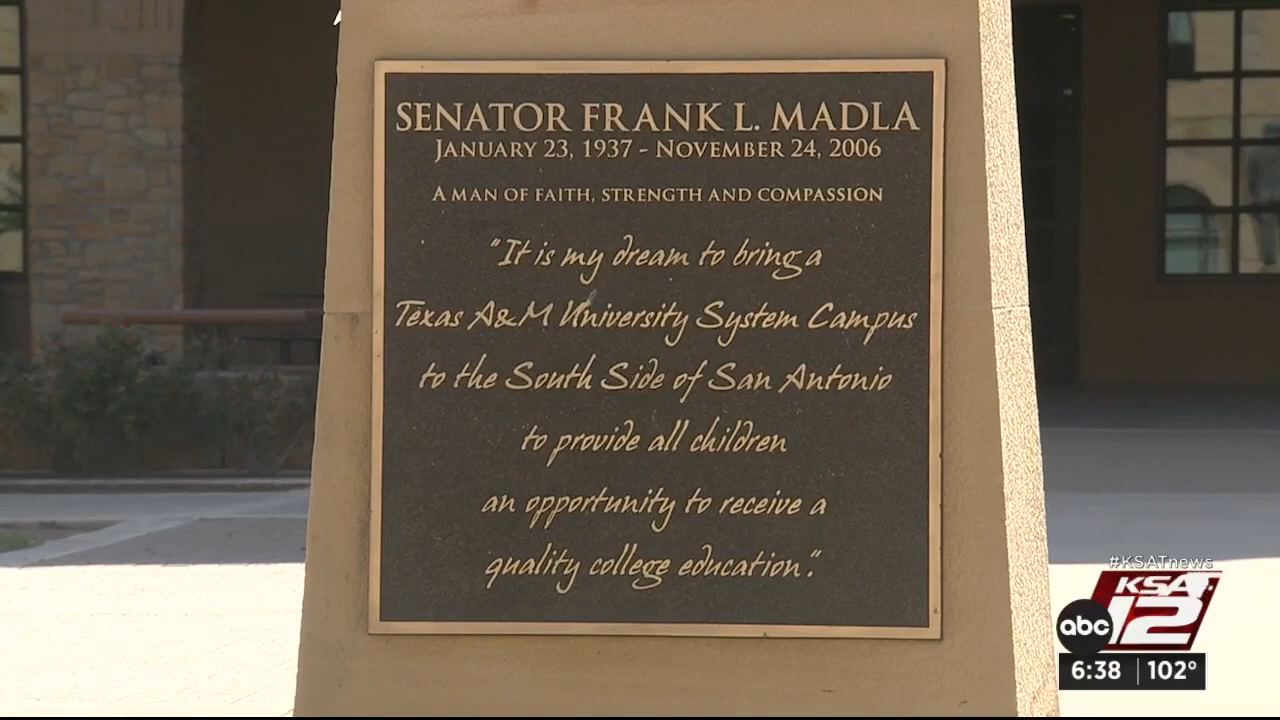 SENATOR FRANK L. MADLA
JANUARY 23, 1937 - NOVEMBER 24, 2006
A MAN OF FAITH, STRENGTH AND COMPASSION
"It is my dream to bring a
Texas A&M University System Campus
to the South Side of San Antonio
to provide all children
an opportunity to receive a
quality college education."
#KSATnews
KSAT
abc 12
6:38 102°